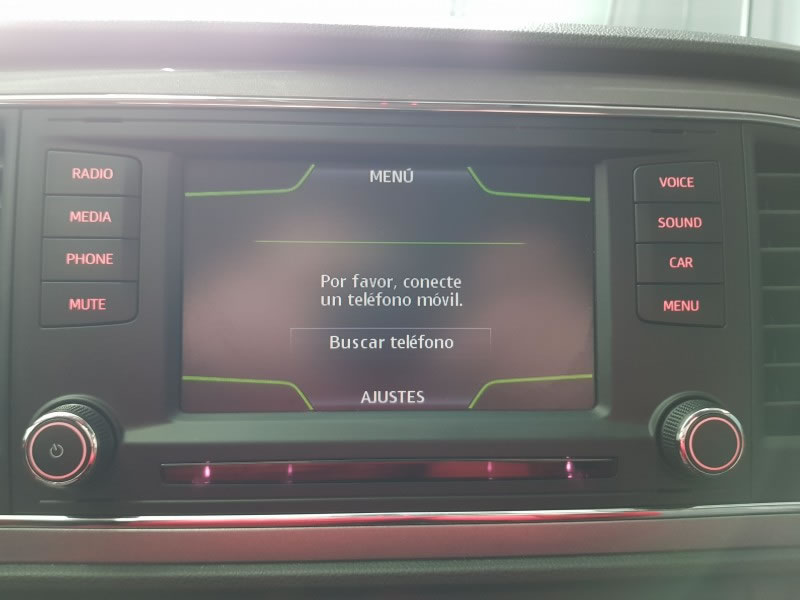 RADIO
MEDIA
PHONE
MUTE
MENÚ
Por favor, conecte
un teléfono móvil.
Buscar teléfono
AJUSTES
VOICE
SOUND
CAR
MENU